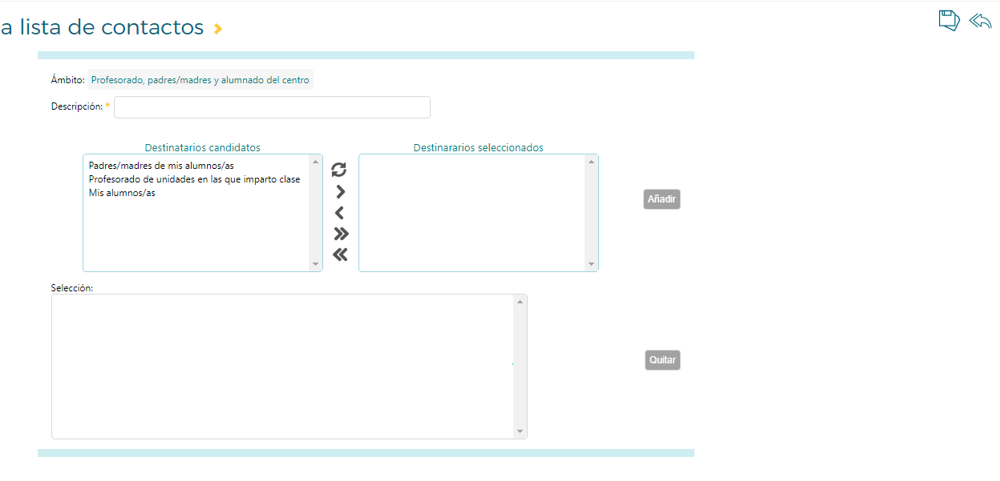 a lista de contactos
Ámbito: Profesorado, padres/madres y alumnado del centro
Descripción: *
Destinatarios candidatos
Destinararios seleccionados
Padres/madres de mis alumnos/as
Profesorado de unidades en las que imparto clase
Mis alumnos/as
Añadir
Selección:
Quitar